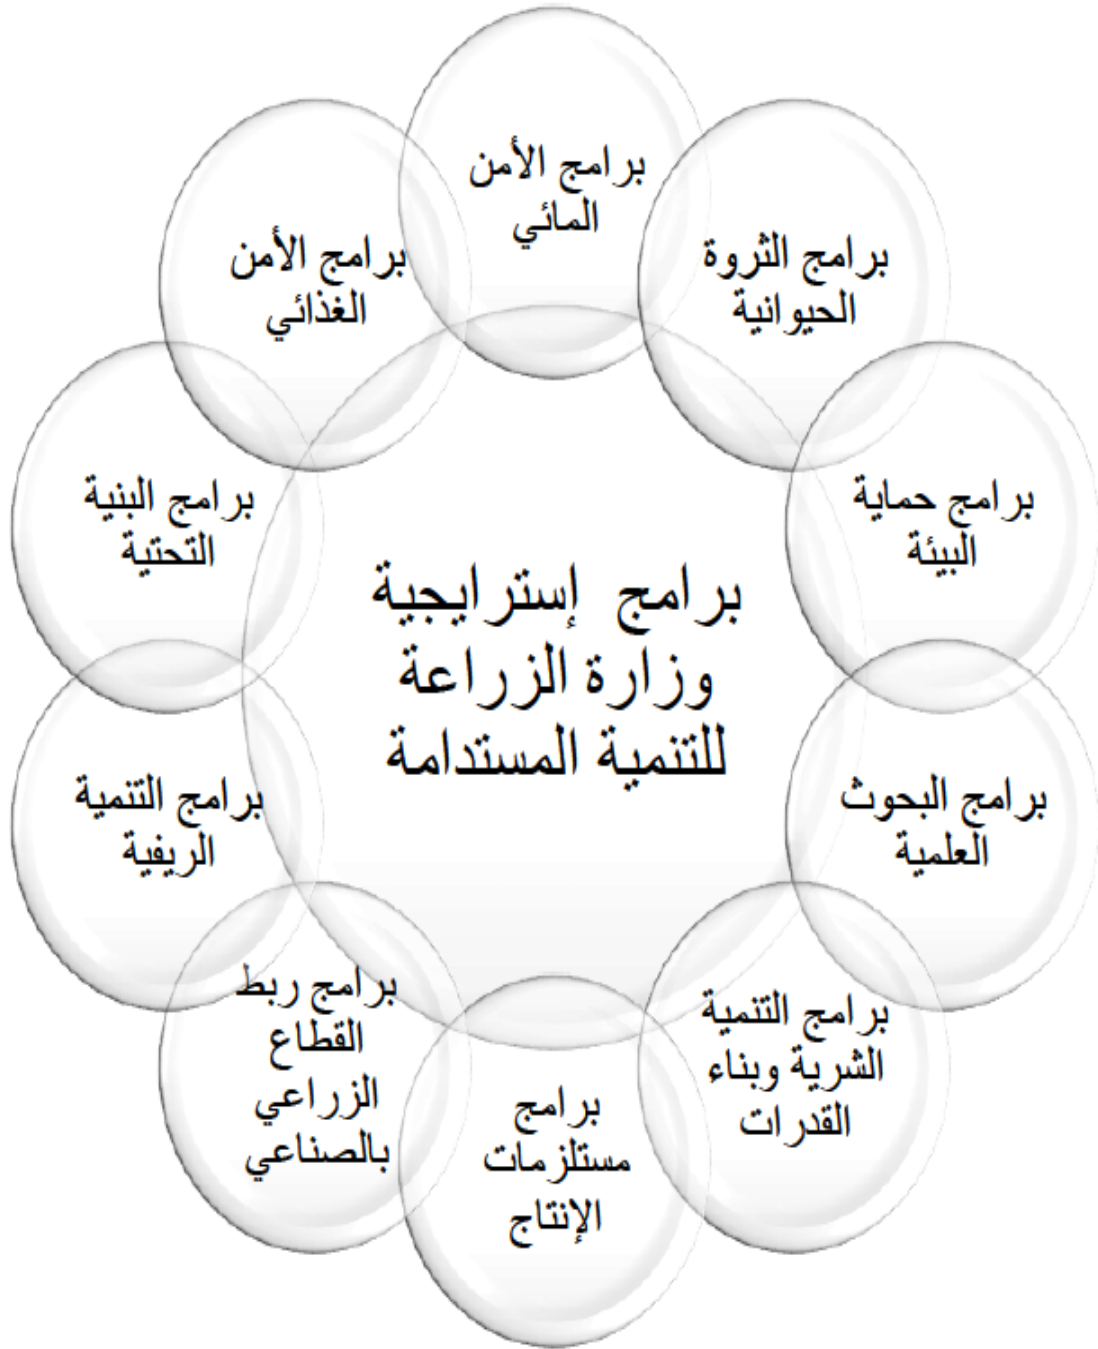 برامج الأمن
المائي
برامج الثروة
الحيوانية
برامج حماية
البيئة
برامج البحوث
العلمية
برامج التنمية
الشرية وبناء
القدرات
برامج
مستلزمات
الإنتاج
برامج ربط
القطاع
الزراعي
بالصناعي
برامج التنمية
الريفية
برامج البنية
التحتية
برامج الأمن
الغذائي
برامج إسترايجية
وزارة الزراعة
للتنمية المستدامة